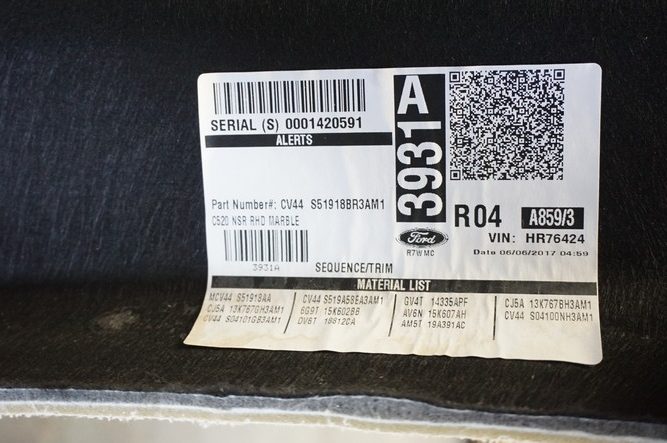 SERIAL (S) 0001420591
ALERTS
Part Number#: CV44 S51918BR3AM1
C520 NSR RHD MARBLE
3931A
SEQUENCE/TRIM
3931A
Ford
R7WMC
R04
A859/3
VIN: HR76424
Date 06/06/2017 04:59
MATERIAL LIST
MCV44 S51918AA
CJ5A 13K767GH3AM1
CV44 S04101GB3AM1
CV44 S519A58EA3AM1
6G9T 15K602BB
DV6T 19812CA
GV4T 14335APF
AV6N 15K607AH
AM5T 19A391AC
CJ5A 13K767BH3AM1
CV44 S04100NH3AM1